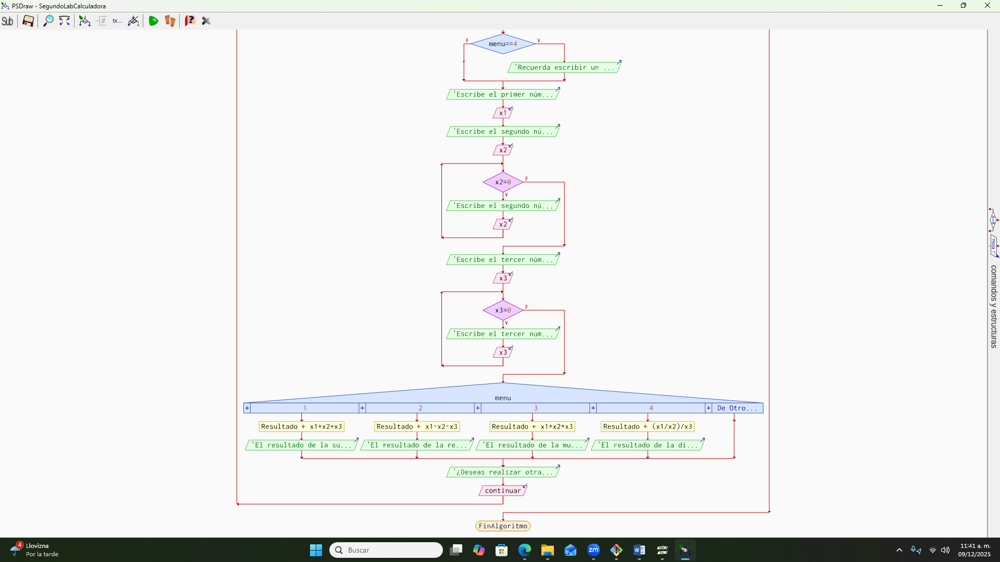 PSDraw - SegundoLabCalculadora
Sub
tx...
F
menu==4
V
'Recuerda escribir un ...
'Escribe el primer núm...
x1
'Escribe el segundo nú...
x2
x2=0
F
V
'Escribe el segundo nú...
x2
'Escribe el tercer núm...
x3
x3=0
F
V
'Escribe el tercer núm...
x3
menu
+ 1 + 2 + 3 + 4 + De Otro...
Resultado ← x1+x2+x3
Resultado ← x1-x2-x3
Resultado ← x1*x2*x3
Resultado ← (x1/x2)/x3
'El resultado de la su...
'El resultado de la re...
'El resultado de la mu...
'El resultado de la di...
'¿Deseas realizar otra...
continuar
FinAlgoritmo
A>B
'Hola !'
comandos y estructuras
4
Llovizna
Por la tarde
Buscar
zm
11:41 a. m.
09/12/2025